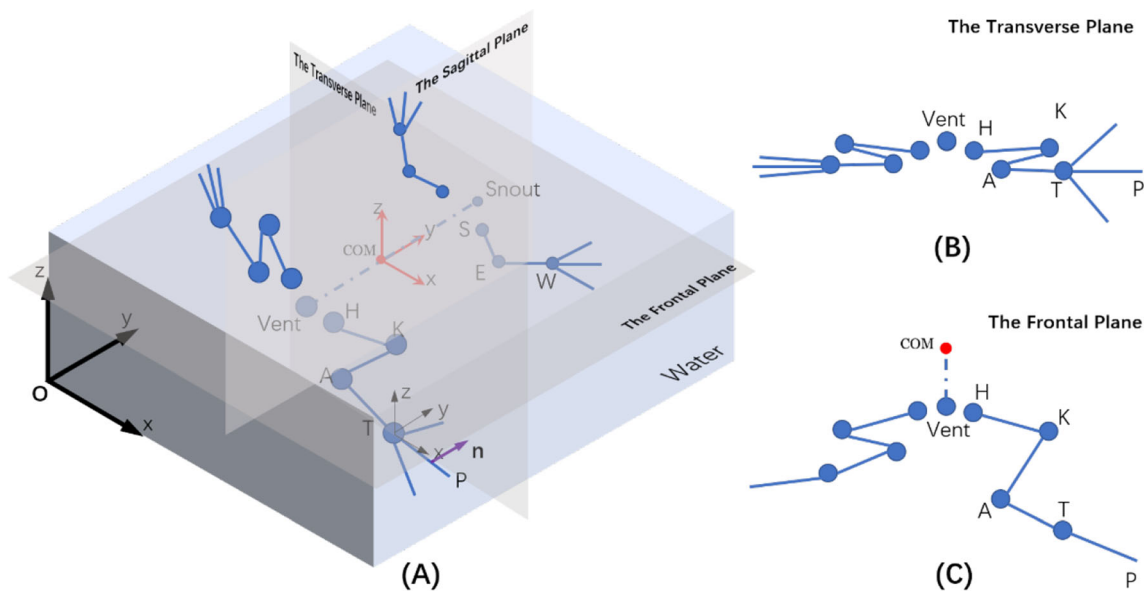 The Transverse Plane
The Sagittal Plane
Snout
z
y
COM
x
S
E
W
Vent
H
K
A
The Frontal Plane
Water
z
y
O
x
T
z
y
x
n
P
(A)
The Transverse Plane
Vent
H
K
A
T
P
(B)
The Frontal Plane
COM
Vent
H
K
A
T
P
(C)